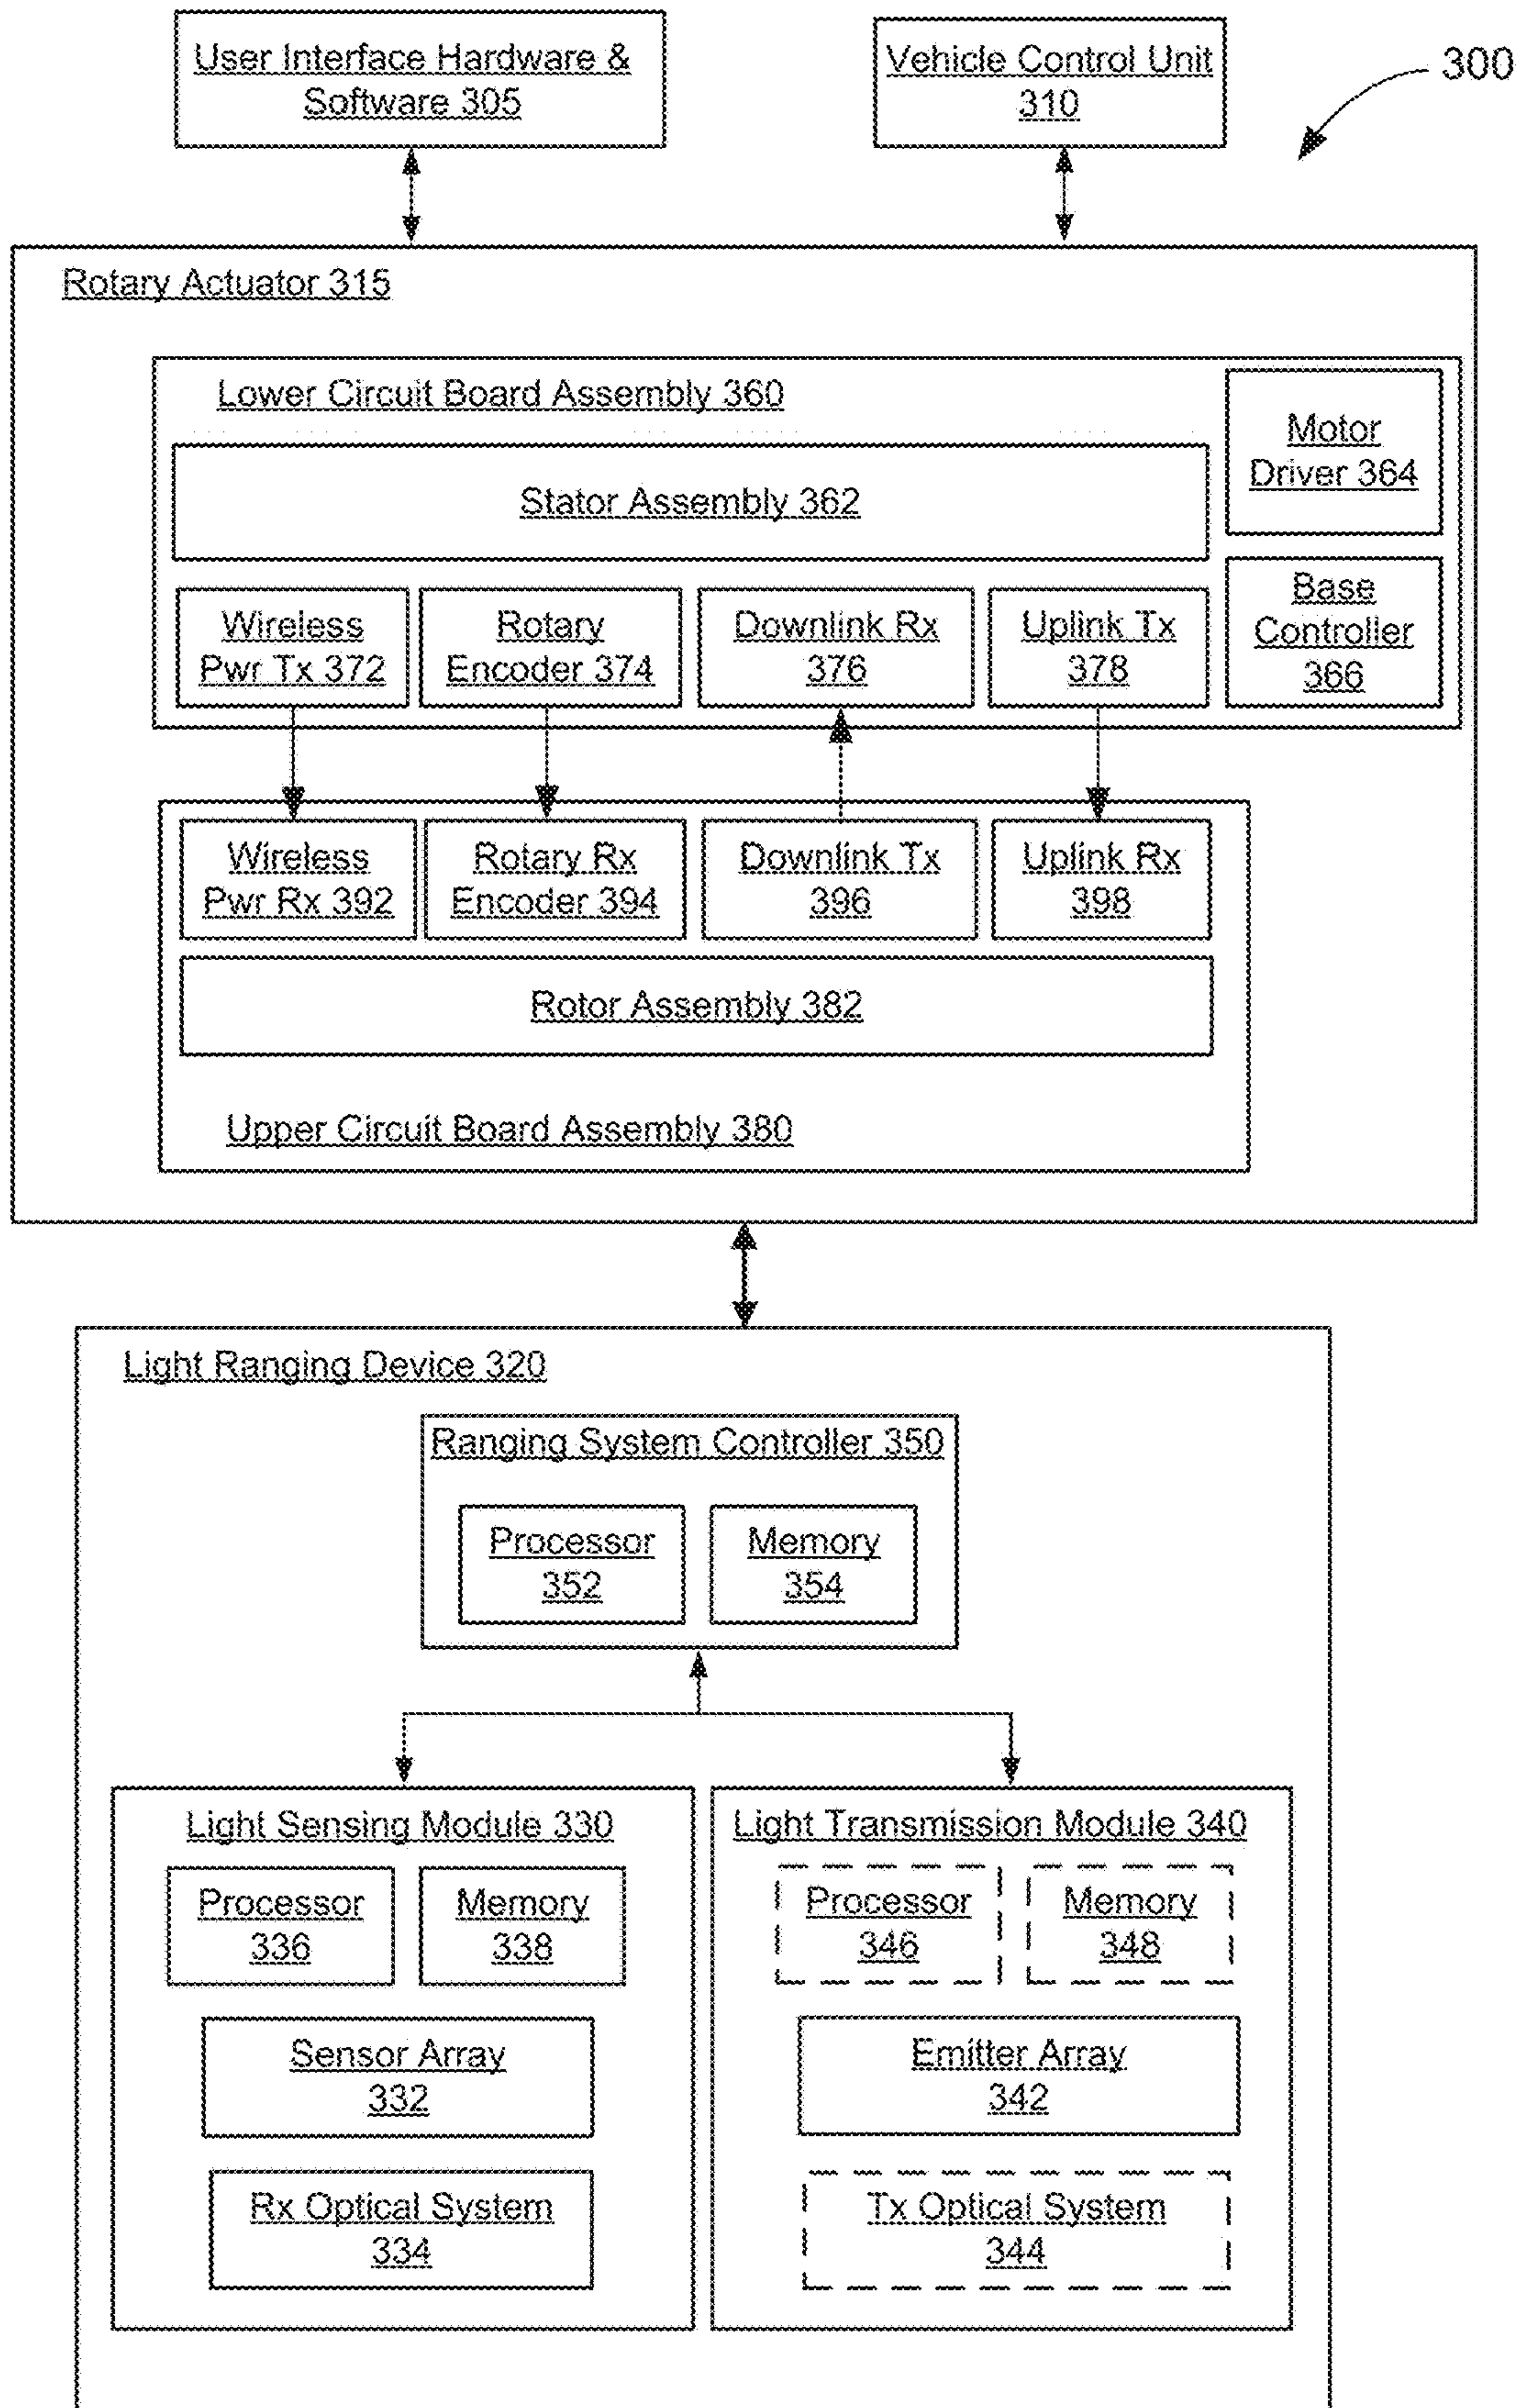 User Interface Hardware &
Software 305
Vehicle Control Unit
310
300
Rotary Actuator 315
Lower Circuit Board Assembly 360
Motor
Driver 364
Stator Assembly 362
Base
Controller
366
Wireless
Pwr Tx 372
Rotary
Encoder 374
Downlink Rx
376
Uplink Tx
378
Wireless
Pwr Rx 392
Rotary Rx
Encoder 394
Downlink Tx
396
Uplink Rx
398
Rotor Assembly 382
Upper Circuit Board Assembly 380
Light Ranging Device 320
Ranging System Controller 350
Processor
352
Memory
354
Light Sensing Module 330
Processor
336
Memory
338
Sensor Array
332
Rx Optical System
334
Light Transmission Module 340
Processor
346
Memory
348
Emitter Array
342
Tx Optical System
344